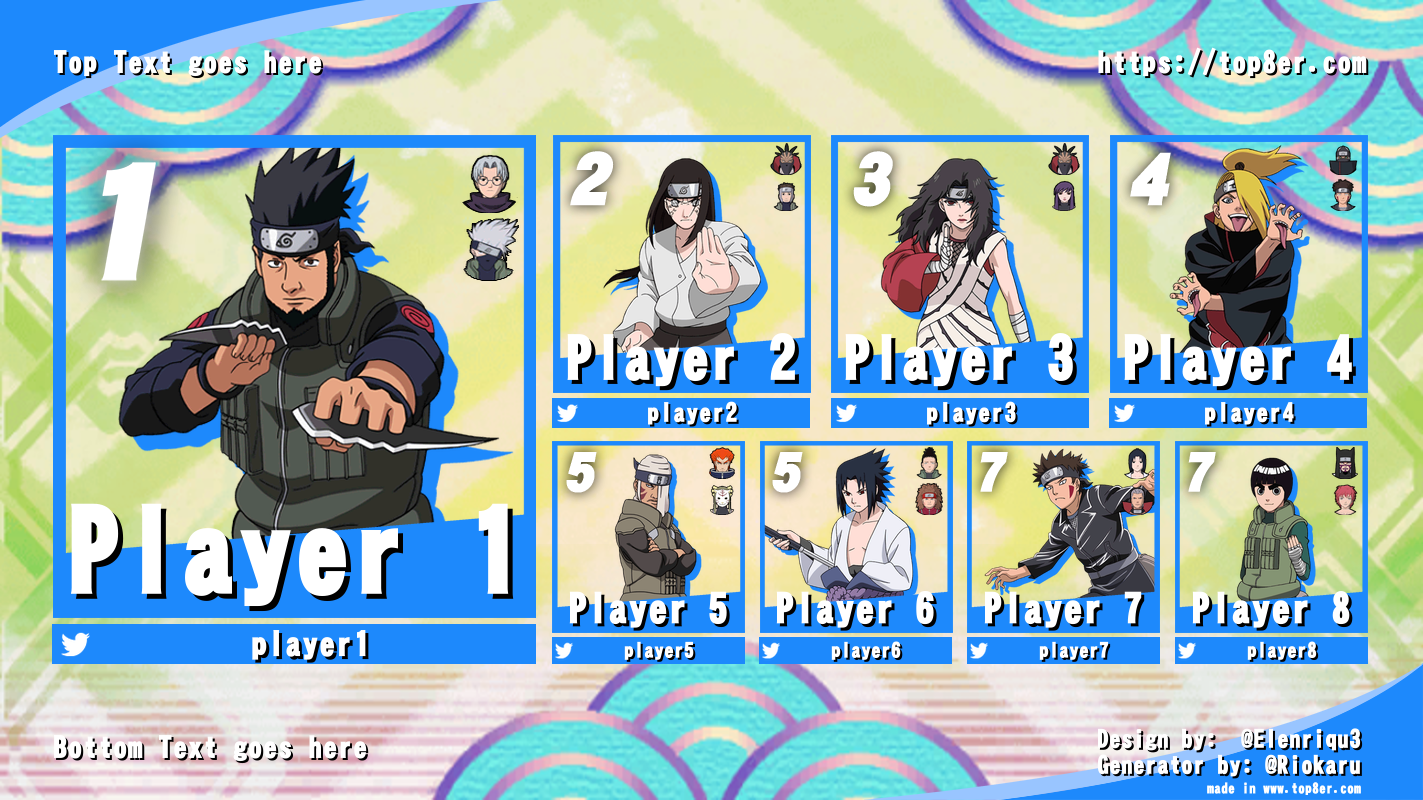 Top Text goes here
https://top8er.com
1
Player 1
player1
2
Player 2
player2
3
Player 3
player3
4
Player 4
player4
5
Player 5
player5
5
Player 6
player6
7
Player 7
player7
7
Player 8
player8
Bottom Text goes here
Design by: @Elenriqu3
Generator by: @Riokaru
made in www.top8er.com